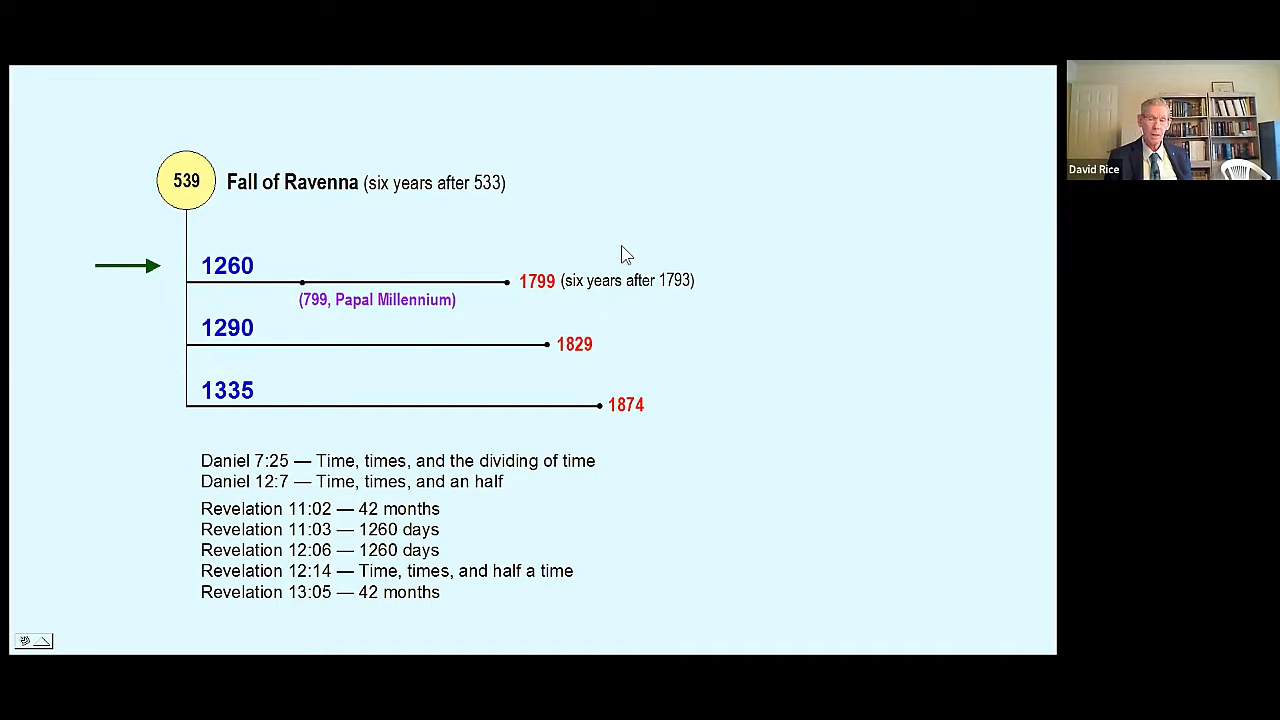 539
Fall of Ravenna (six years after 533)
1260
1799 (six years after 1793)
(799, Papal Millennium)
1290
1829
1335
1874
Daniel 7:25 — Time, times, and the dividing of time
Daniel 12:7 — Time, times, and an half
Revelation 11:02 — 42 months
Revelation 11:03 — 1260 days
Revelation 12:06 — 1260 days
Revelation 12:14 — Time, times, and half a time
Revelation 13:05 — 42 months
David Rice